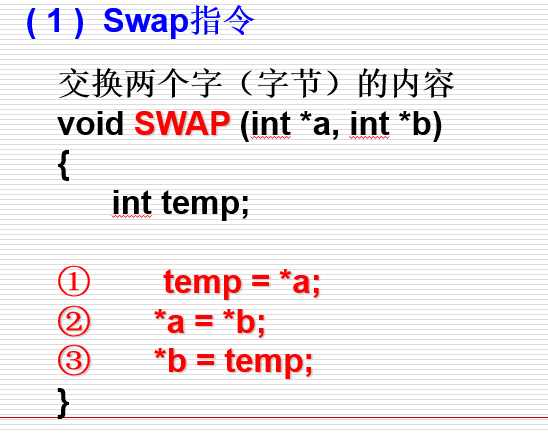 (1) Swap指令
交换两个字（字节）的内容
void SWAP (int *a, int *b)
{
int temp;
① temp = *a;
② *a = *b;
③ *b = temp;
}